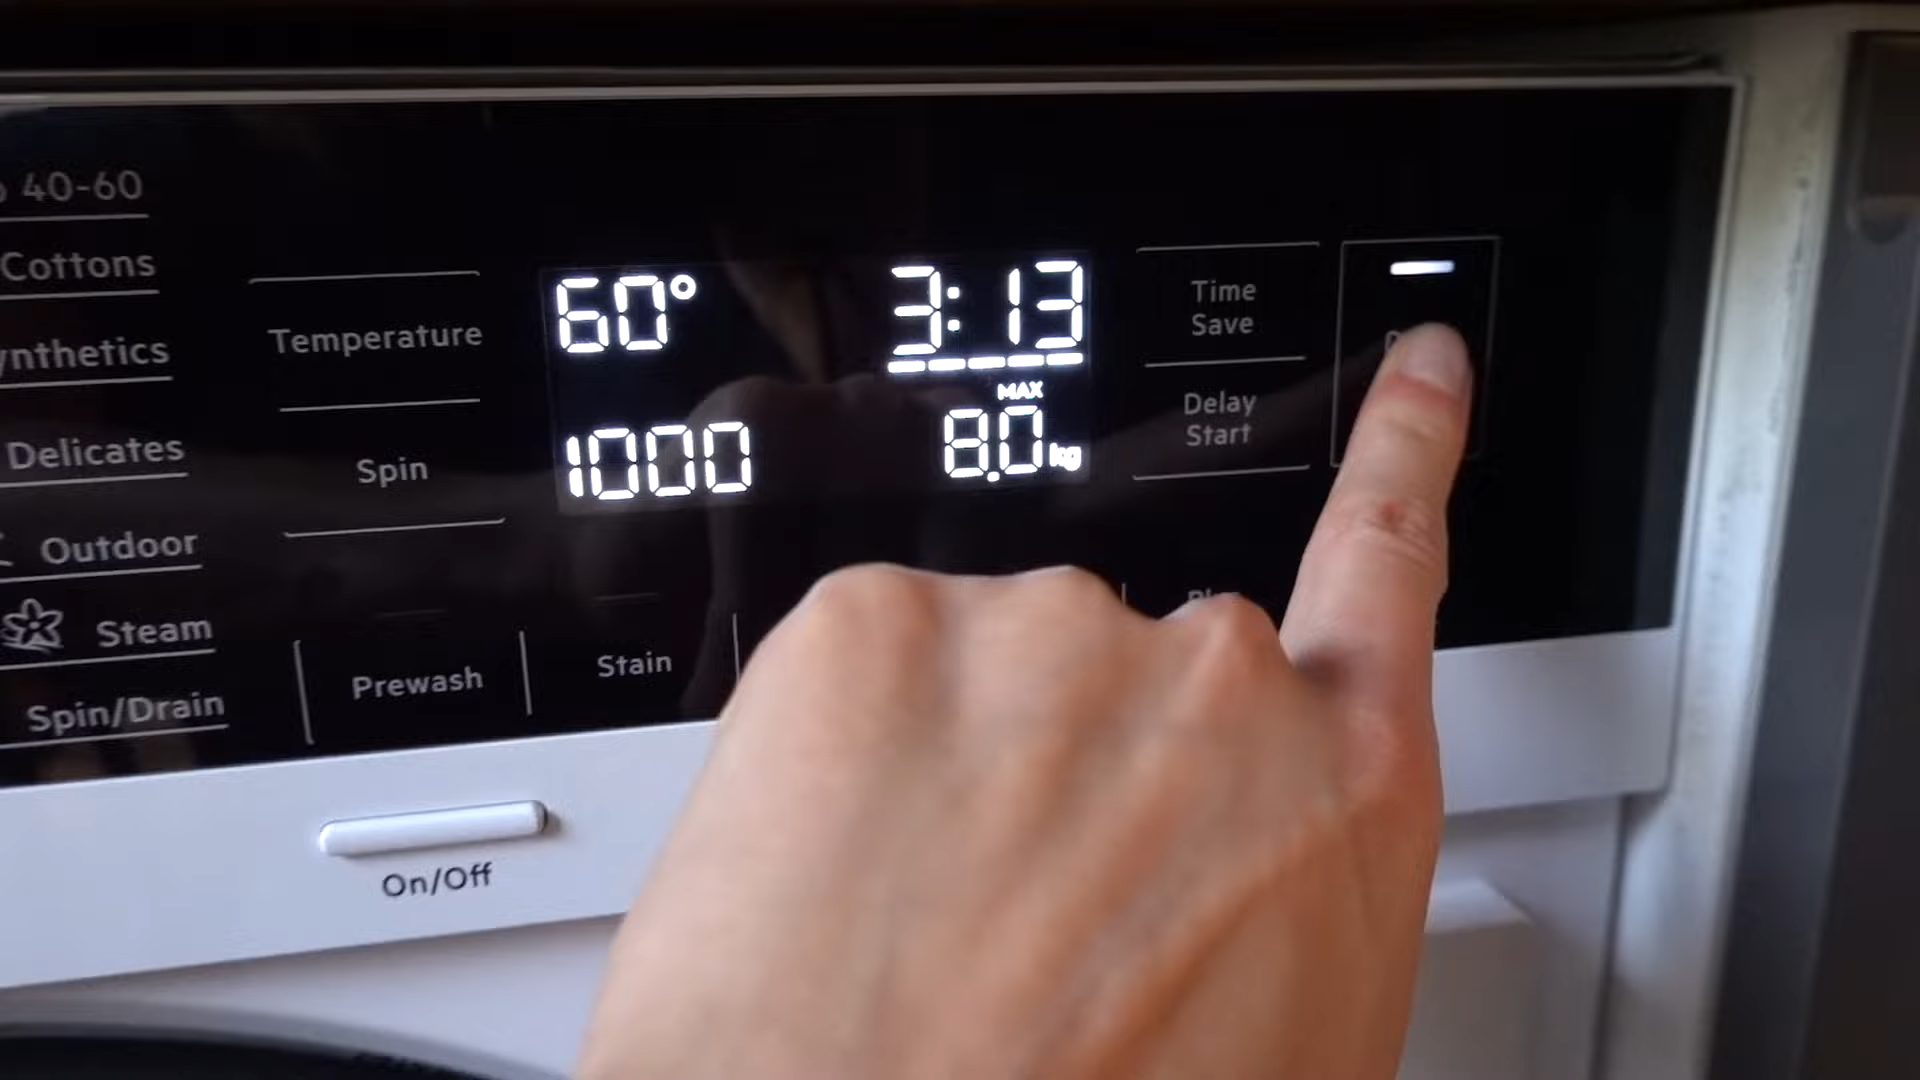 40-60
Cottons
Delicates
Outdoor
Steam
Spin/Drain
Temperature
Spin
60°
1000
3:13
MAX
8.0kg
Time
Save
Delay
Start
Prewash
Stain
On/Off